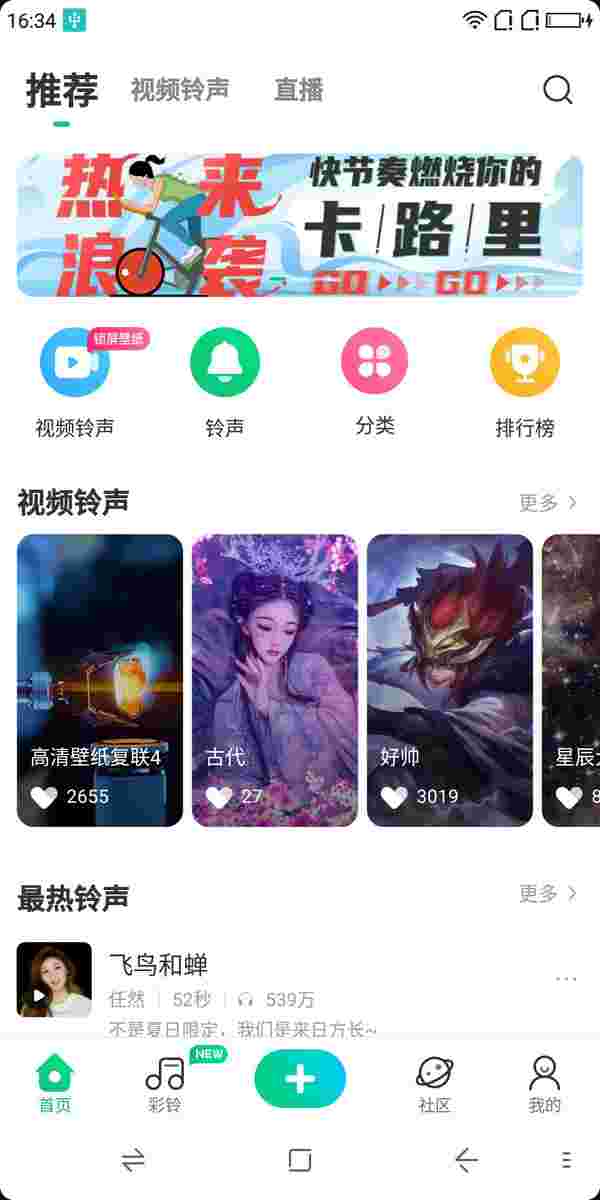 16:34
推荐
视频铃声
直播
热浪来袭
快节奏燃烧你的
卡路里
GO GO
锁屏壁纸
视频铃声
铃声
分类
排行榜
视频铃声
更多
高清壁纸复联4
2655
古代
27
好帅
3019
星辰
8
最热铃声
更多
飞鸟和蝉
任然
52秒
539万
不是夏日限定，我们是来日方长~
NEW
首页
彩铃
社区
我的